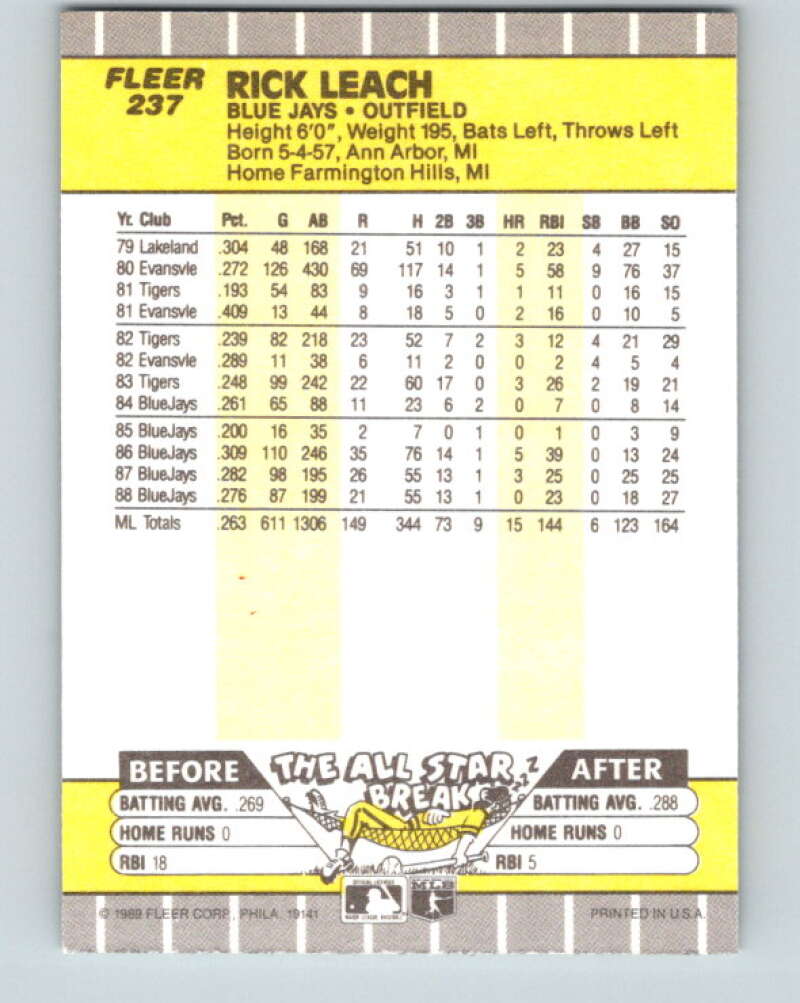 FLEER
237
RICK LEACH
BLUE JAYS • OUTFIELD
Height 6'0", Weight 195, Bats Left, Throws Left
Born 5-4-57, Ann Arbor, MI
Home Farmington Hills, MI
Yr. Club Pct. G AB R H 2B 3B HR RBI SB BB SO
79 Lakeland .304 48 168 21 51 10 1 2 23 4 27 15
80 Evansvle .272 126 430 69 117 14 1 5 58 9 76 37
81 Tigers .193 54 83 9 16 3 1 1 11 0 16 15
81 Evansvle .409 13 44 8 18 5 0 2 16 0 10 5
82 Tigers .239 82 218 23 52 7 2 3 12 4 21 29
82 Evansvle .289 11 38 6 11 2 0 0 2 4 5 4
83 Tigers .248 99 242 22 60 17 0 3 26 2 19 21
84 BlueJays .261 65 88 11 23 6 2 0 7 0 8 14
85 BlueJays .200 16 35 2 7 0 1 0 1 0 3 9
86 BlueJays .309 110 246 35 76 14 1 5 39 0 13 24
87 BlueJays .282 98 195 26 55 13 1 3 25 0 25 25
88 BlueJays .276 87 199 21 55 13 1 0 23 0 18 27
ML Totals .263 611 1306 149 344 73 9 15 144 6 123 164
BEFORE THE ALL STAR BREAK ZZZ AFTER
BATTING AVG. .269 BATTING AVG. .288
HOME RUNS 0 HOME RUNS 0
RBI 18 RBI 5
MLB
© 1989 FLEER CORP., PHILA. 19141 PRINTED IN U.S.A.